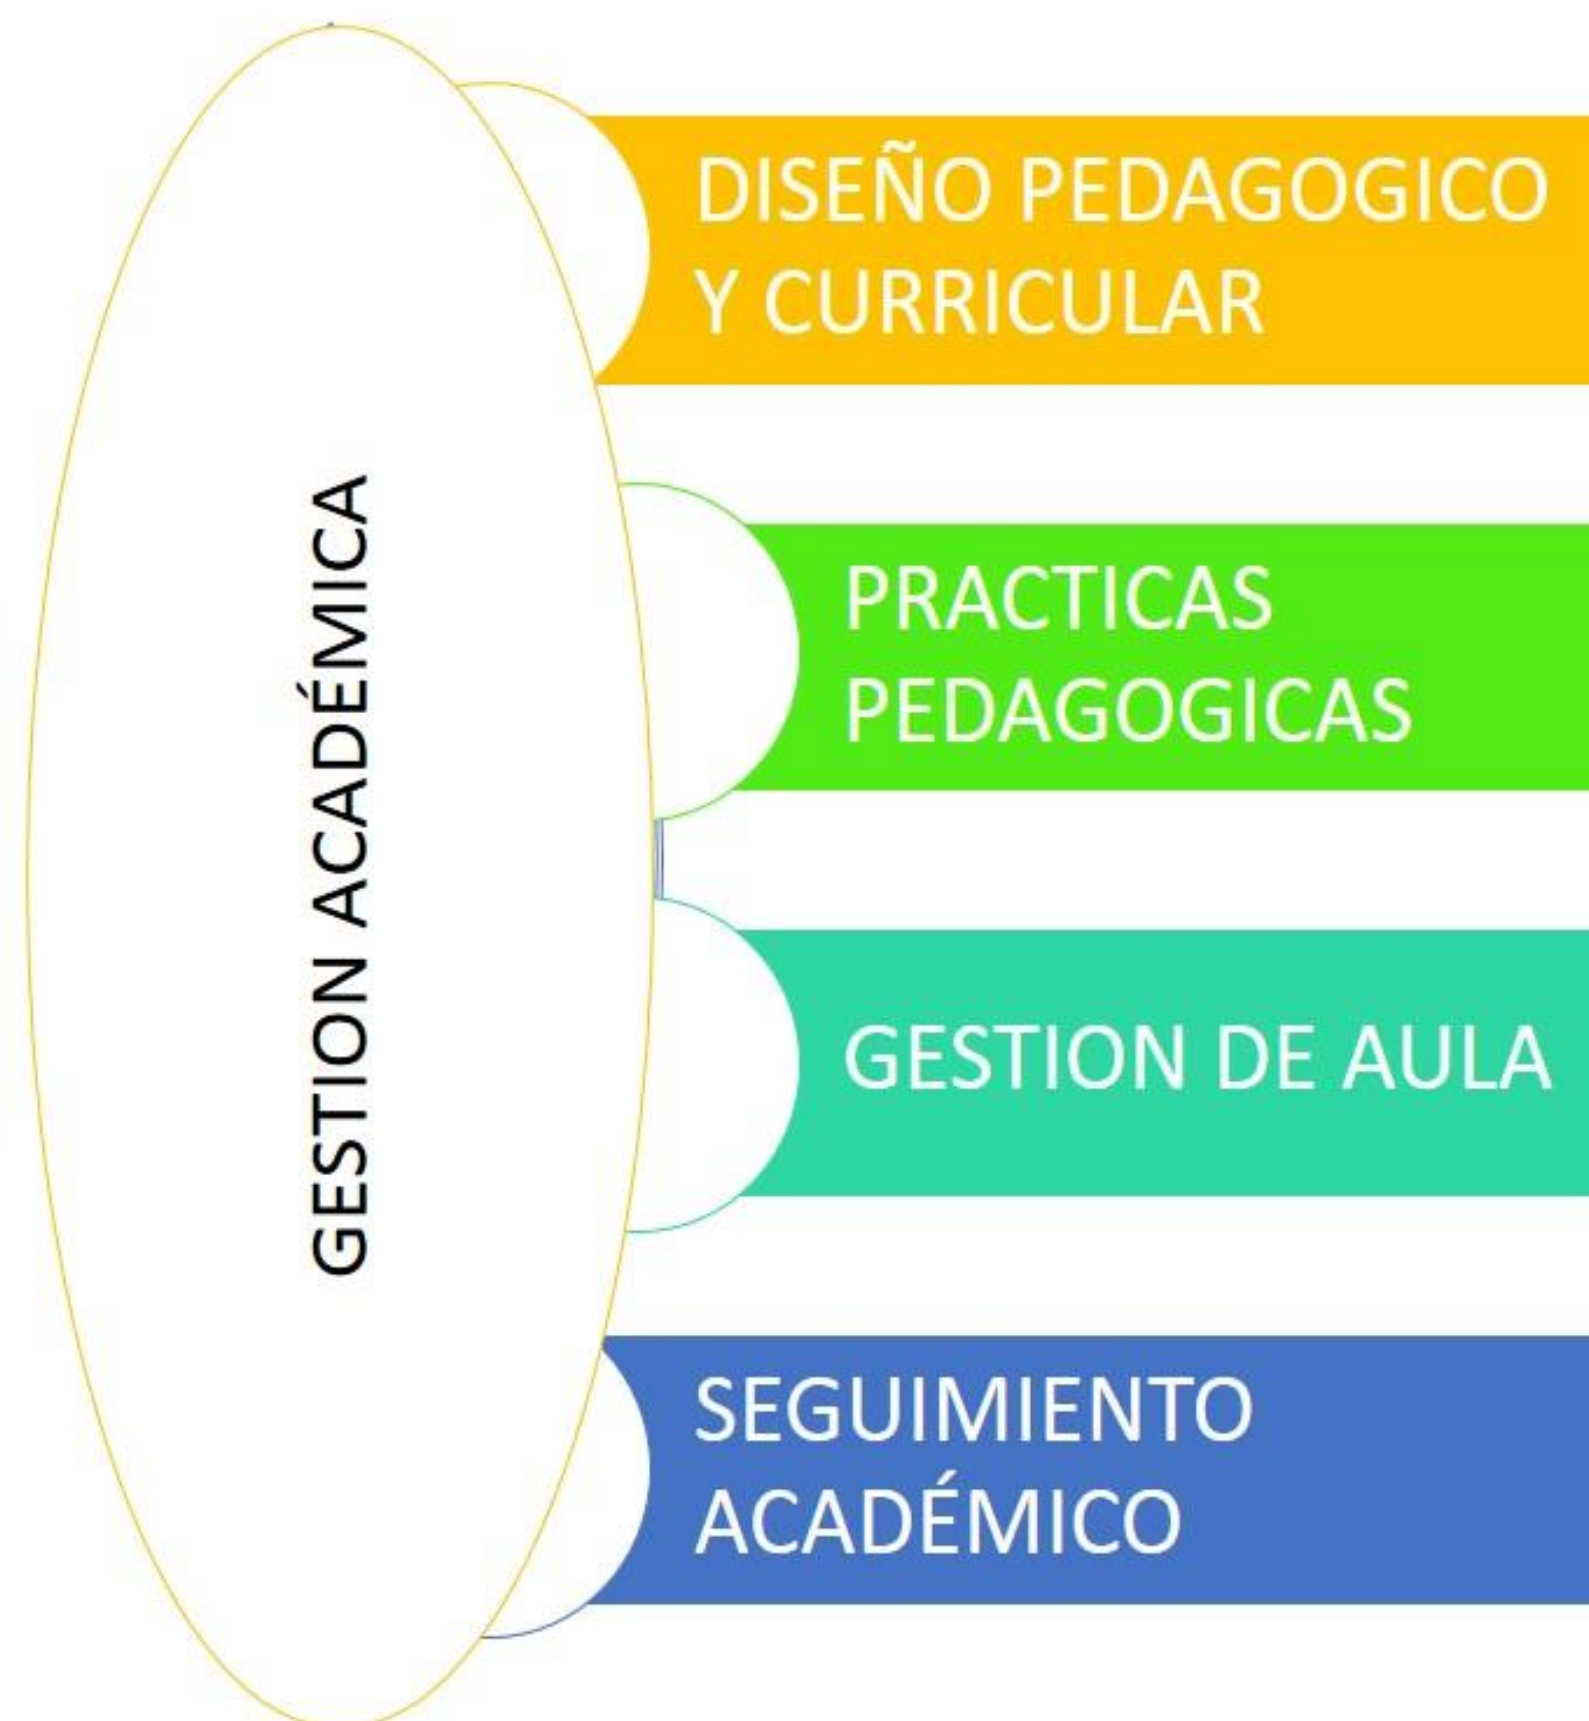 GESTION ACADÉMICA
DISEÑO PEDAGOGICO
Y CURRICULAR
PRACTICAS
PEDAGOGICAS
GESTION DE AULA
SEGUIMIENTO
ACADÉMICO